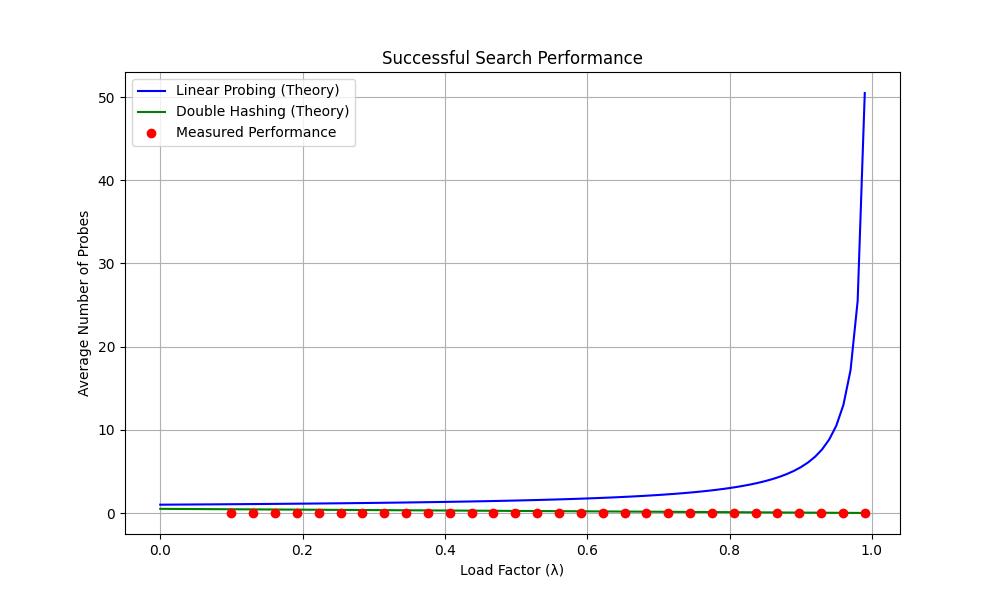 Successful Search Performance
Linear Probing (Theory)
Double Hashing (Theory)
Measured Performance
Average Number of Probes
50
40
30
20
10
0
0.0 0.2 0.4 0.6 0.8 1.0
Load Factor (λ)